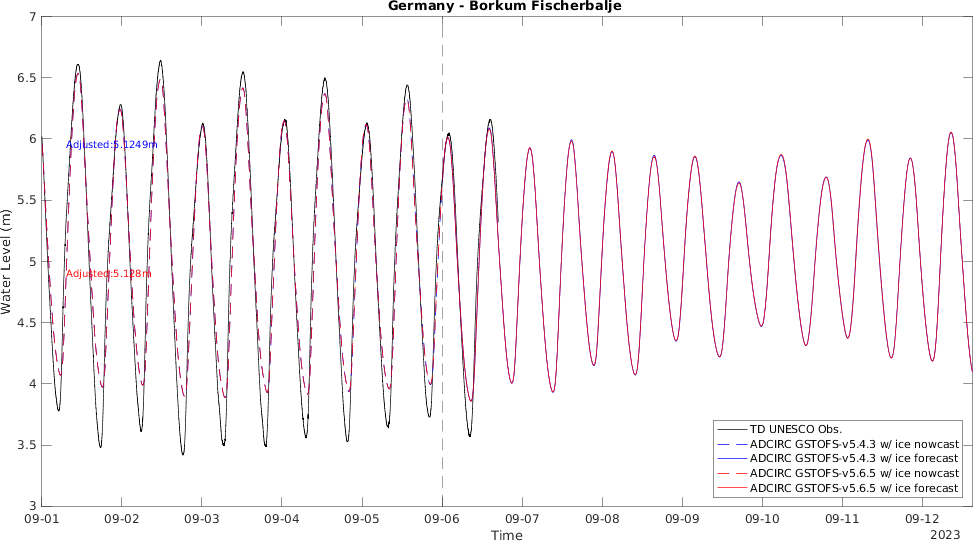 Germany - Borkum Fischerbalje
7
6.5
6
5.5
5
4.5
4
3.5
3
Water Level (m)
Adjusted:5.1249m
Adjusted:5.128m
TD UNESCO Obs.
ADCIRC GSTOFS-v5.4.3 w/ ice nowcast
ADCIRC GSTOFS-v5.4.3 w/ ice forecast
ADCIRC GSTOFS-v5.6.5 w/ ice nowcast
ADCIRC GSTOFS-v5.6.5 w/ ice forecast
09-01 09-02 09-03 09-04 09-05 09-06 09-07 09-08 09-09 09-10 09-11 09-12
Time
2023